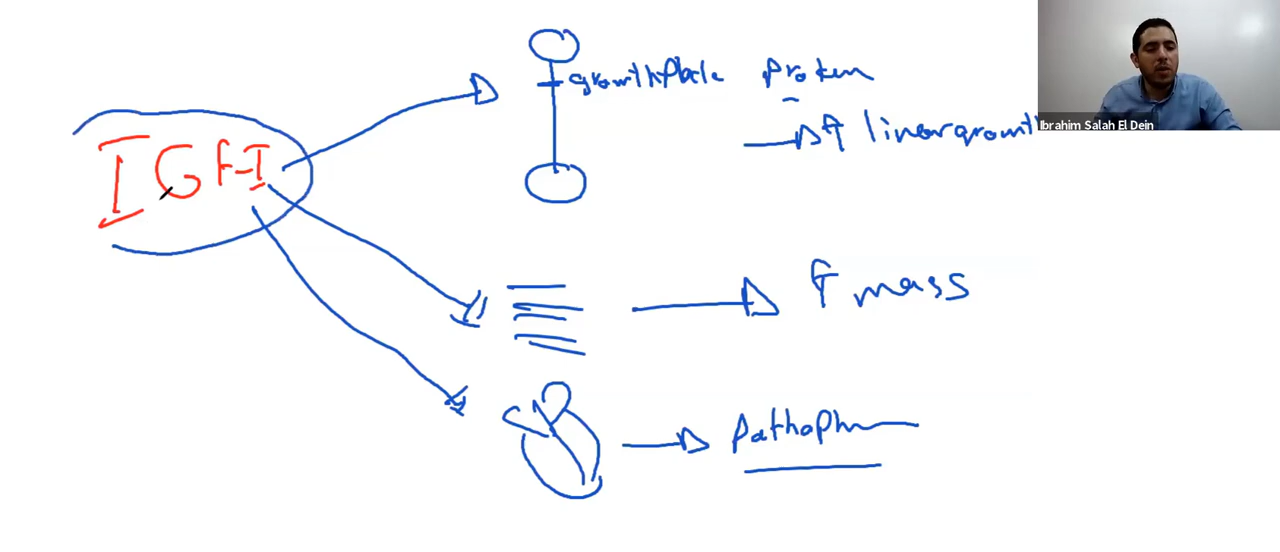 IGF-I
growth plate protein
↑ linear growth
Ibrahim Salah El Dein
↑ mass
pathoph